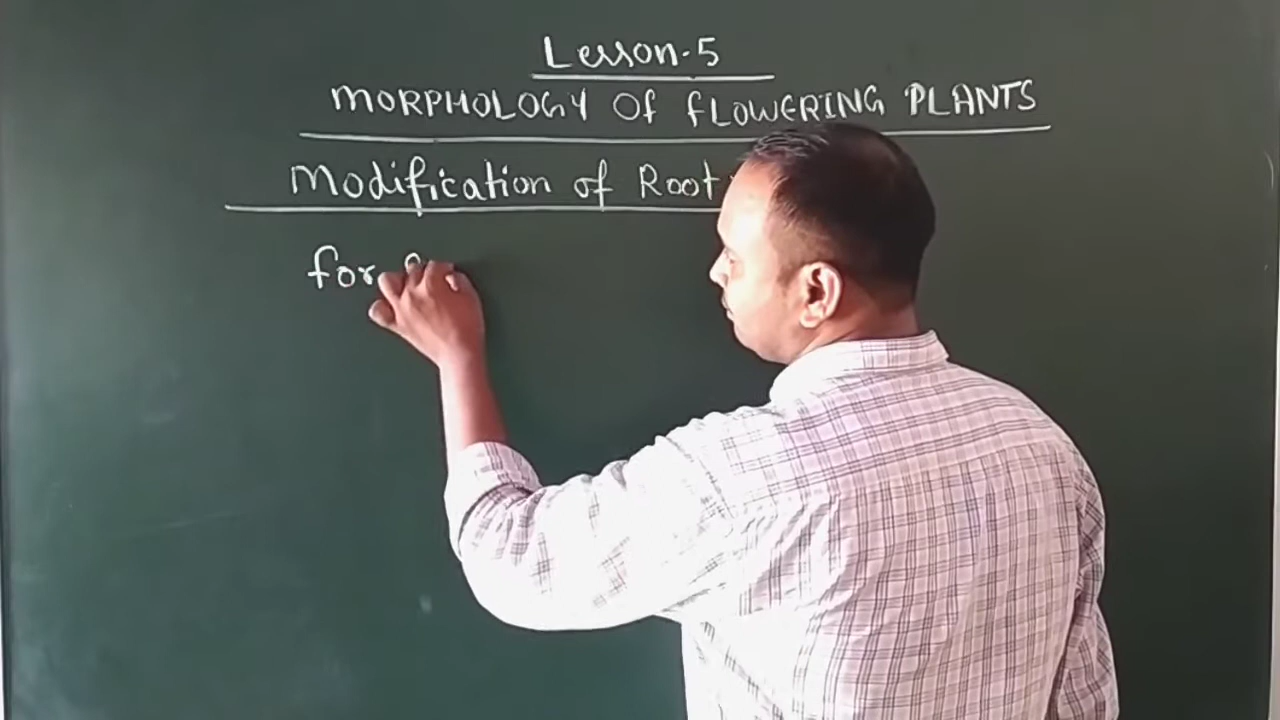 Lesson-5
MORPHOLOGY Of fLOWERING PLANTS
Modification of Root
for